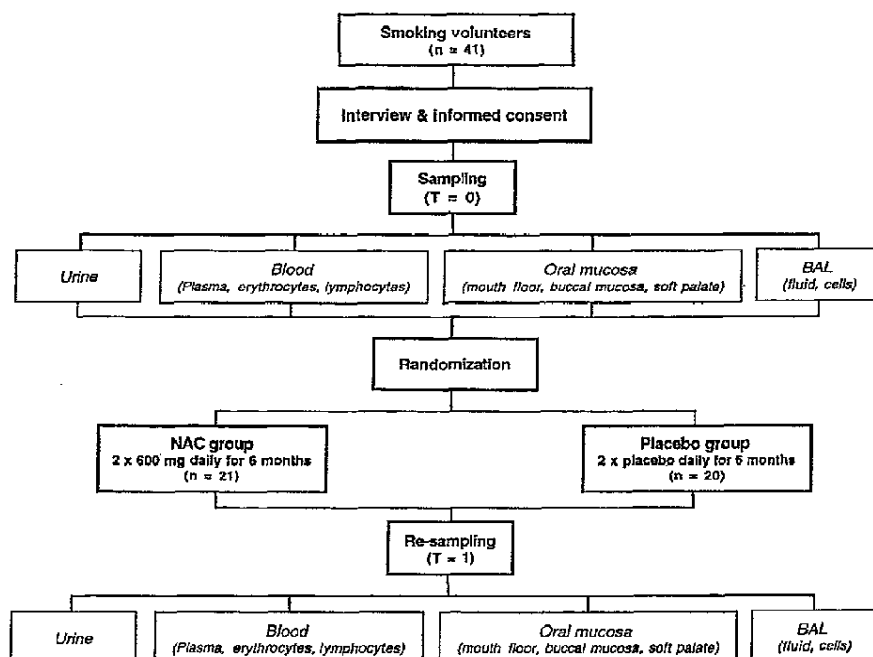 Smoking volunteers
(n = 41)
Interview & informed consent
Sampling
(T = 0)
Urine
Blood
(Plasma, erythrocytes, lymphocytes)
Oral mucosa
(mouth floor, buccal mucosa, soft palate)
BAL
(fluid, cells)
Randomization
NAC group
2 x 600 mg daily for 6 months
(n = 21)
Placebo group
2 x placebo daily for 6 months
(n = 20)
Re-sampling
(T = 1)
Urine
Blood
(Plasma, erythrocytes, lymphocytes)
Oral mucosa
(mouth floor, buccal mucosa, soft palate)
BAL
(fluid, cells)